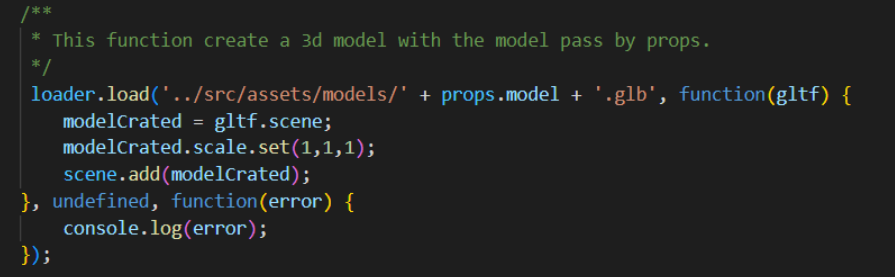 /**
* This function create a 3d model with the model pass by props.
*/
loader.load('../src/assets/models/' + props.model + '.glb', function(gltf) {
modelCrated = gltf.scene;
modelCrated.scale.set(1,1,1);
scene.add(modelCrated);
}, undefined, function(error) {
console.log(error);
});